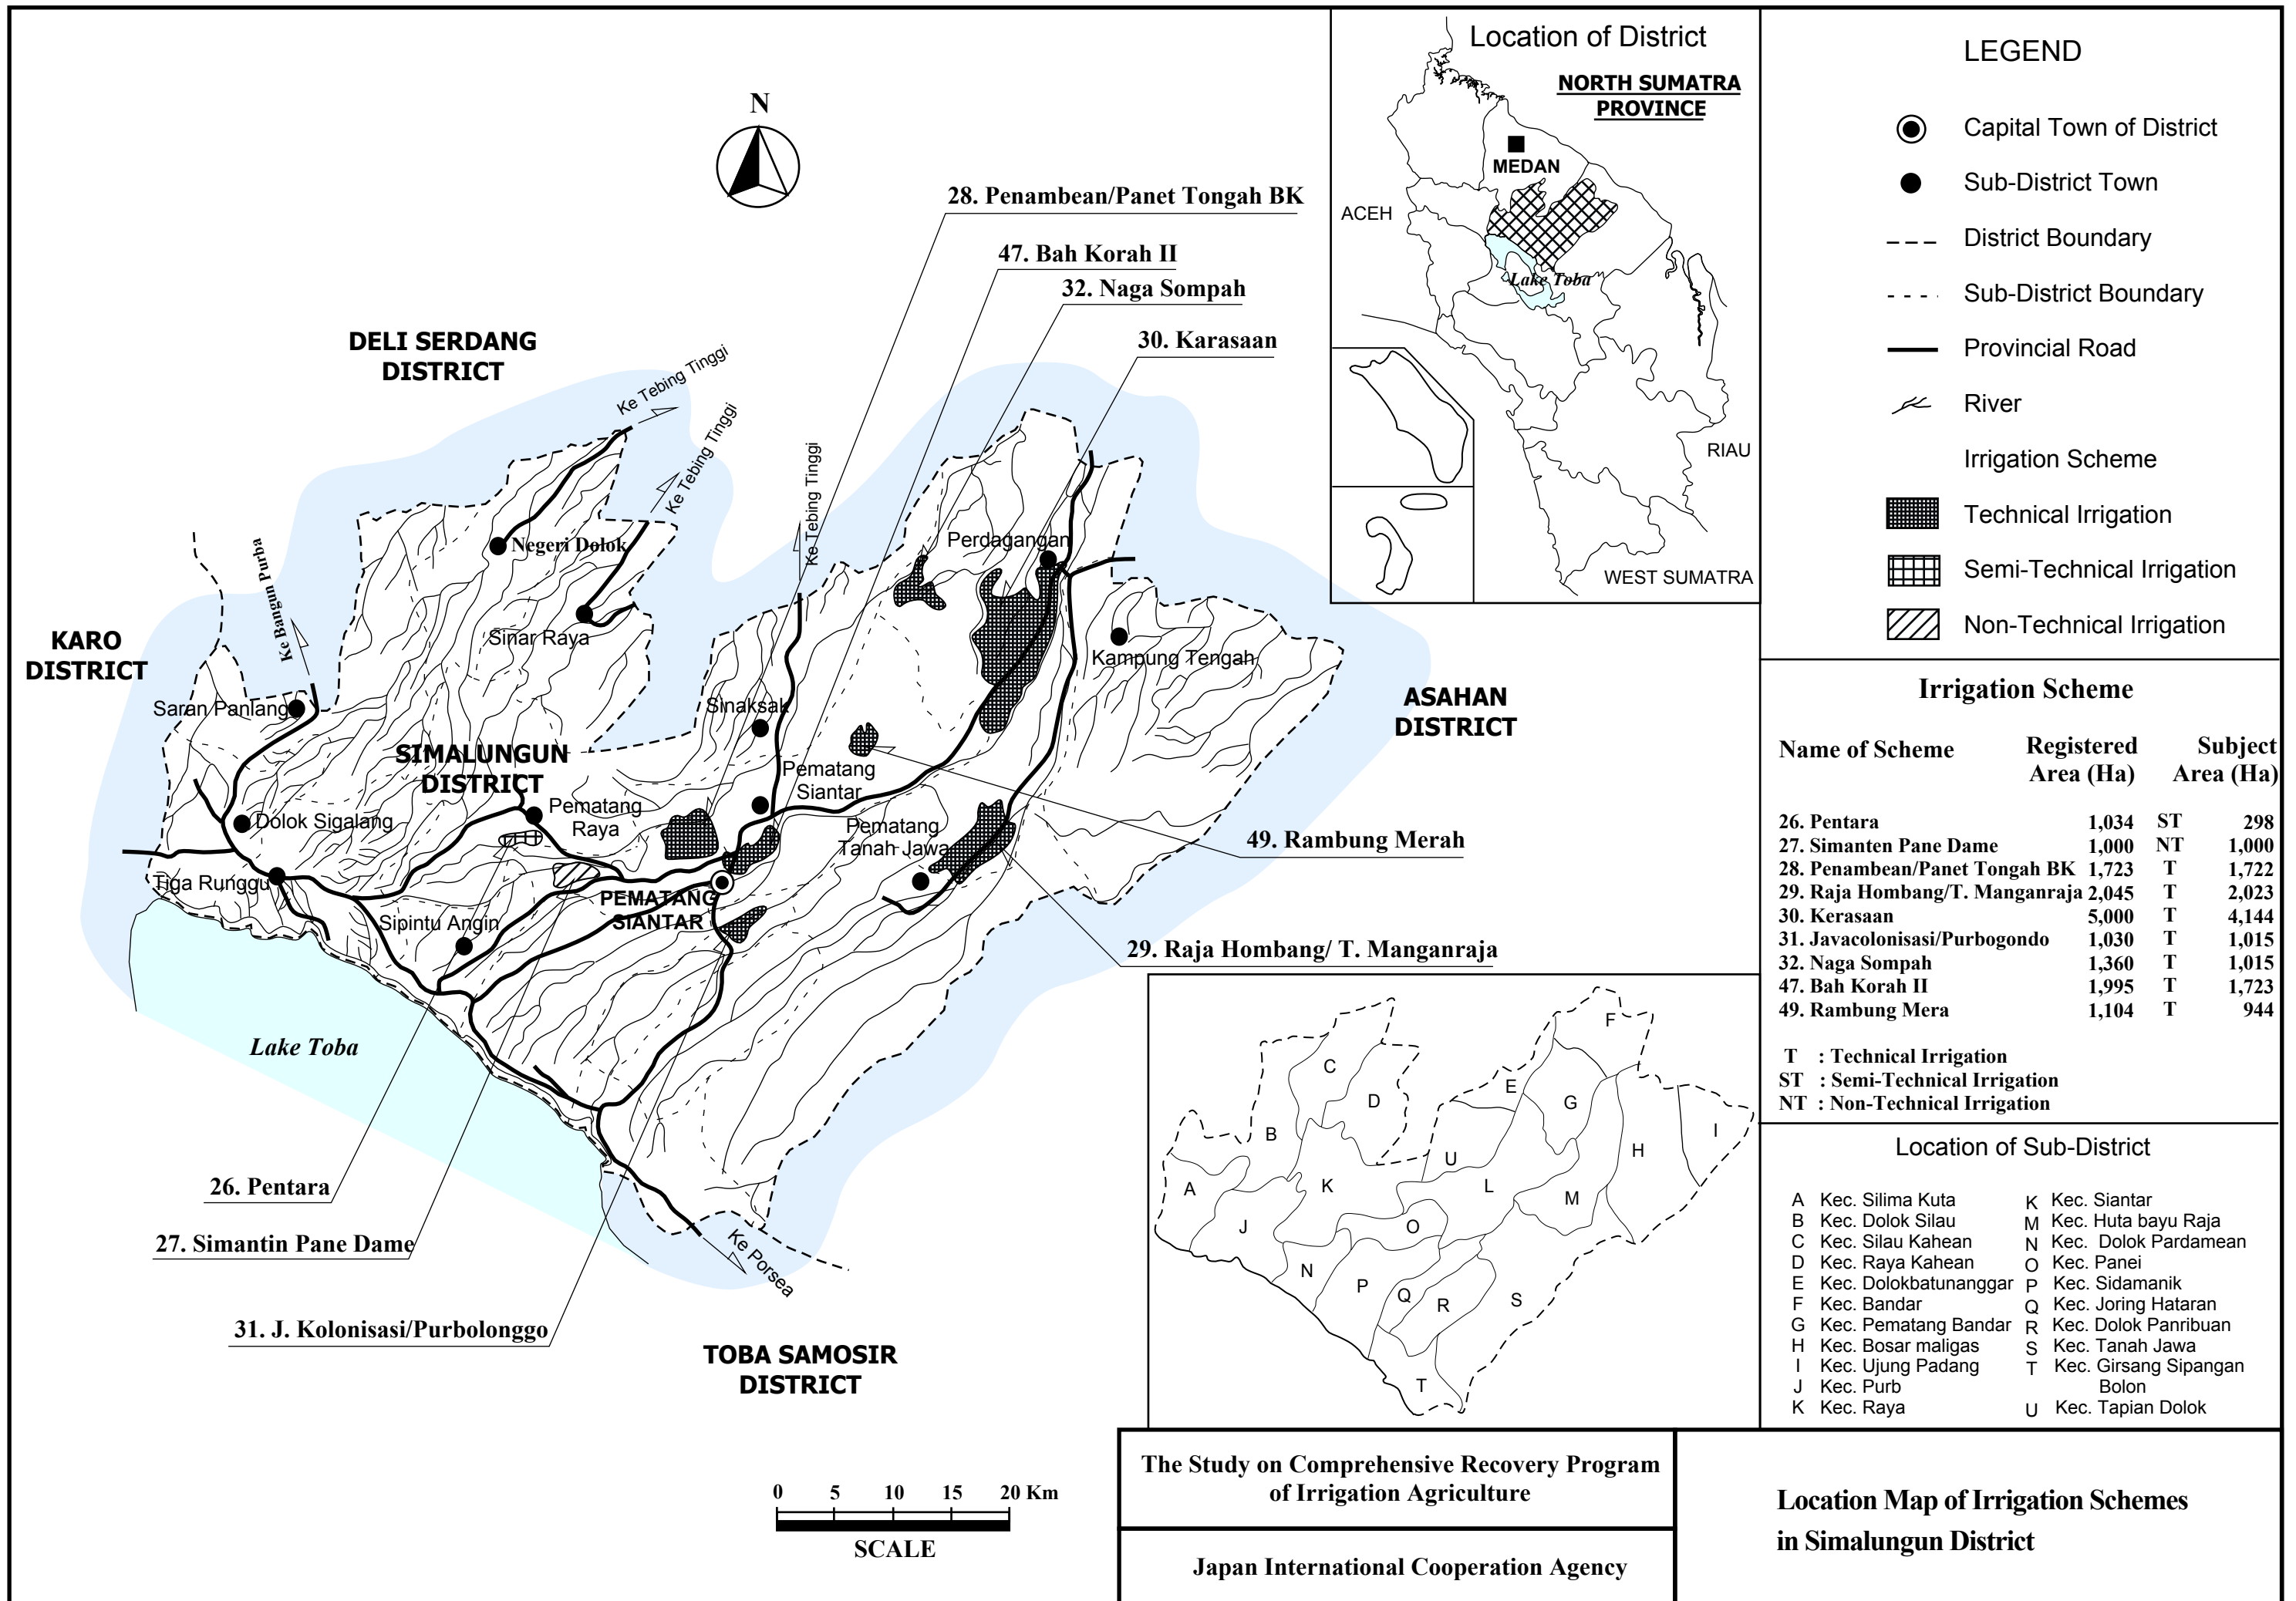 N
28. Penambean/Panet Tongah BK
47. Bah Korah II
32. Naga Sompah
30. Karasaan
DELI SERDANG
DISTRICT
Ke Tebing Tinggi
Ke Tebing Tinggi
Ke Tebing Tinggi
Ke Bangun Purba
KARO
DISTRICT
Negeri Dolok
Sinar Raya
Perdagangan
Kampung Tengah
Saran Panlang
SIMALUNGUN
DISTRICT
Sinaksak
ASAHAN
DISTRICT
Pematang
Siantar
Pematang
Raya
Dolok Sigalang
Pematang
Tanah Jawa
49. Rambung Merah
Tiga Runggu
PEMATANG
SIANTAR
Sipintu Angin
29. Raja Hombang/ T. Manganraja
Lake Toba
26. Pentara
27. Simantin Pane Dame
31. J. Kolonisasi/Purbolonggo
Ke Porsea
TOBA SAMOSIR
DISTRICT
0 5 10 15 20 Km
SCALE
Location of District
NORTH SUMATRA
PROVINCE
MEDAN
ACEH
Lake Toba
RIAU
WEST SUMATRA
LEGEND
Capital Town of District
Sub-District Town
District Boundary
Sub-District Boundary
Provincial Road
River
Irrigation Scheme
Technical Irrigation
Semi-Technical Irrigation
Non-Technical Irrigation
Irrigation Scheme
Name of Scheme Registered Subject
Area (Ha) Area (Ha)
26. Pentara 1,034 ST 298
27. Simanten Pane Dame 1,000 NT 1,000
28. Penambean/Panet Tongah BK 1,723 T 1,722
29. Raja Hombang/T. Manganraja 2,045 T 2,023
30. Kerasaan 5,000 T 4,144
31. Javacolonisasi/Purbogondo 1,030 T 1,015
32. Naga Sompah 1,360 T 1,015
47. Bah Korah II 1,995 T 1,723
49. Rambung Mera 1,104 T 944
T : Technical Irrigation
ST : Semi-Technical Irrigation
NT : Non-Technical Irrigation
Location of Sub-District
A Kec. Silima Kuta K Kec. Siantar
B Kec. Dolok Silau M Kec. Huta bayu Raja
C Kec. Silau Kahean N Kec. Dolok Pardamean
D Kec. Raya Kahean O Kec. Panei
E Kec. Dolokbatunanggar P Kec. Sidamanik
F Kec. Bandar Q Kec. Joring Hataran
G Kec. Pematang Bandar R Kec. Dolok Panribuan
H Kec. Bosar maligas S Kec. Tanah Jawa
I Kec. Ujung Padang T Kec. Girsang Sipangan
J Kec. Purb Bolon
K Kec. Raya U Kec. Tapian Dolok
F
C
E
D
G
B
I
U
H
A
K
L
M
J
O
N
P
Q
R
S
T
The Study on Comprehensive Recovery Program
of Irrigation Agriculture
Japan International Cooperation Agency
Location Map of Irrigation Schemes
in Simalungun District